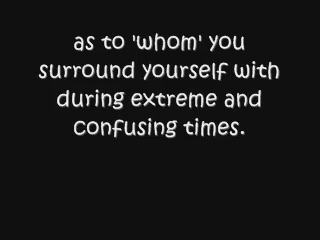 as to 'whom' you
surround yourself with
during extreme and
confusing times.